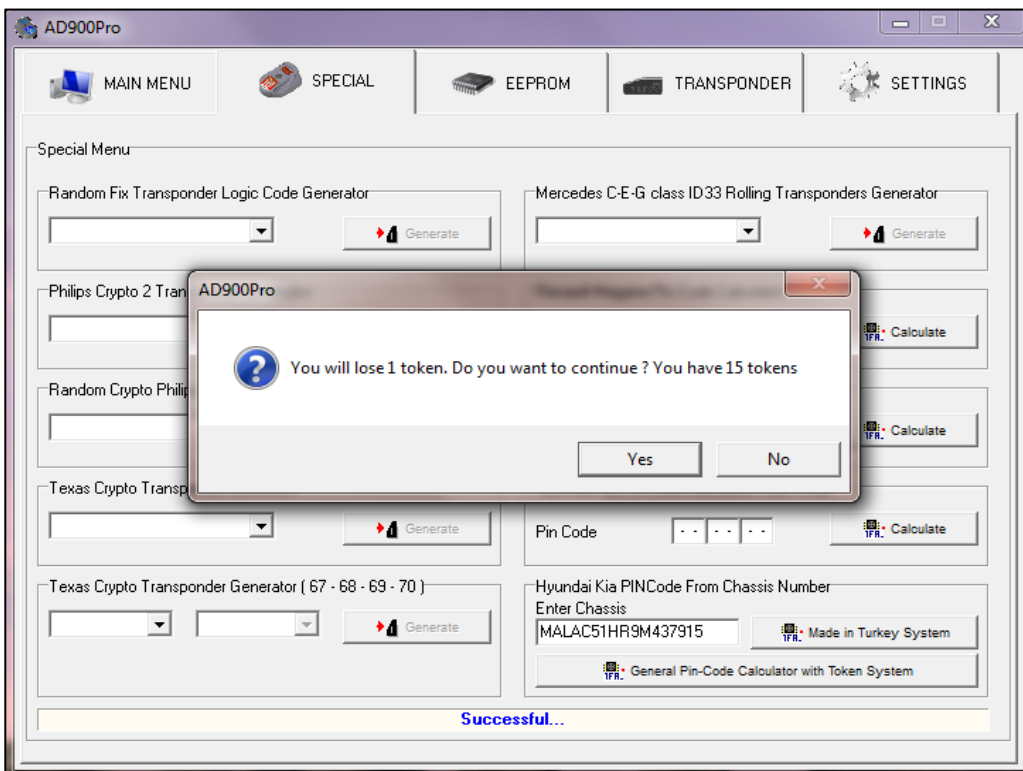 AD900Pro
MAIN MENU
SPECIAL
EEPROM
TRANSPONDER
SETTINGS
Special Menu
Random Fix Transponder Logic Code Generator
Generate
Mercedes C-E-G class ID33 Rolling Transponders Generator
Generate
Philips Crypto 2 Tran
Calculate
Random Crypto Philip
Calculate
AD900Pro
You will lose 1 token. Do you want to continue ? You have 15 tokens
Yes
No
Texas Crypto Transp
Generate
Pin Code
- - - - - -
Calculate
Texas Crypto Transponder Generator ( 67 - 68 - 69 - 70 )
Generate
Hyundai Kia PINCode From Chassis Number
Enter Chassis
MALAC51HR9M437915
Made in Turkey System
General Pin-Code Calculator with Token System
Successful...